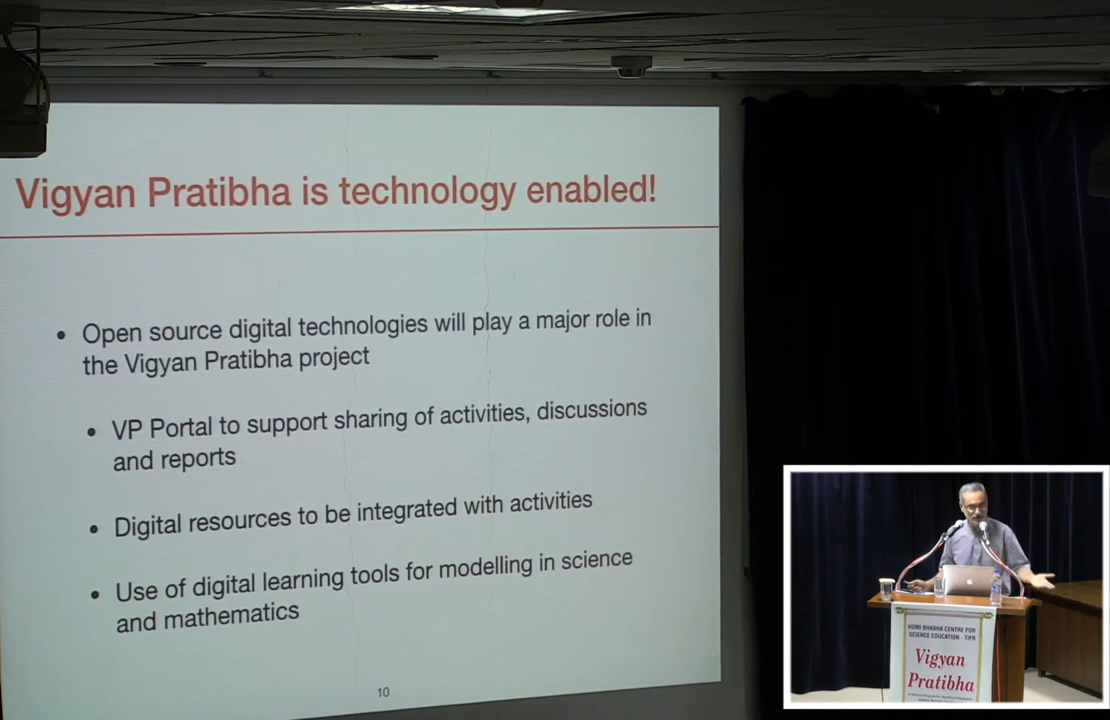 Vigyan Pratibha is technology enabled!
• Open source digital technologies will play a major role in
the Vigyan Pratibha project
• VP Portal to support sharing of activities, discussions
and reports
• Digital resources to be integrated with activities
• Use of digital learning tools for modelling in science
and mathematics
10
HOMI BHABHA CENTRE FOR
SCIENCE EDUCATION - TIFR
Vigyan
Pratibha